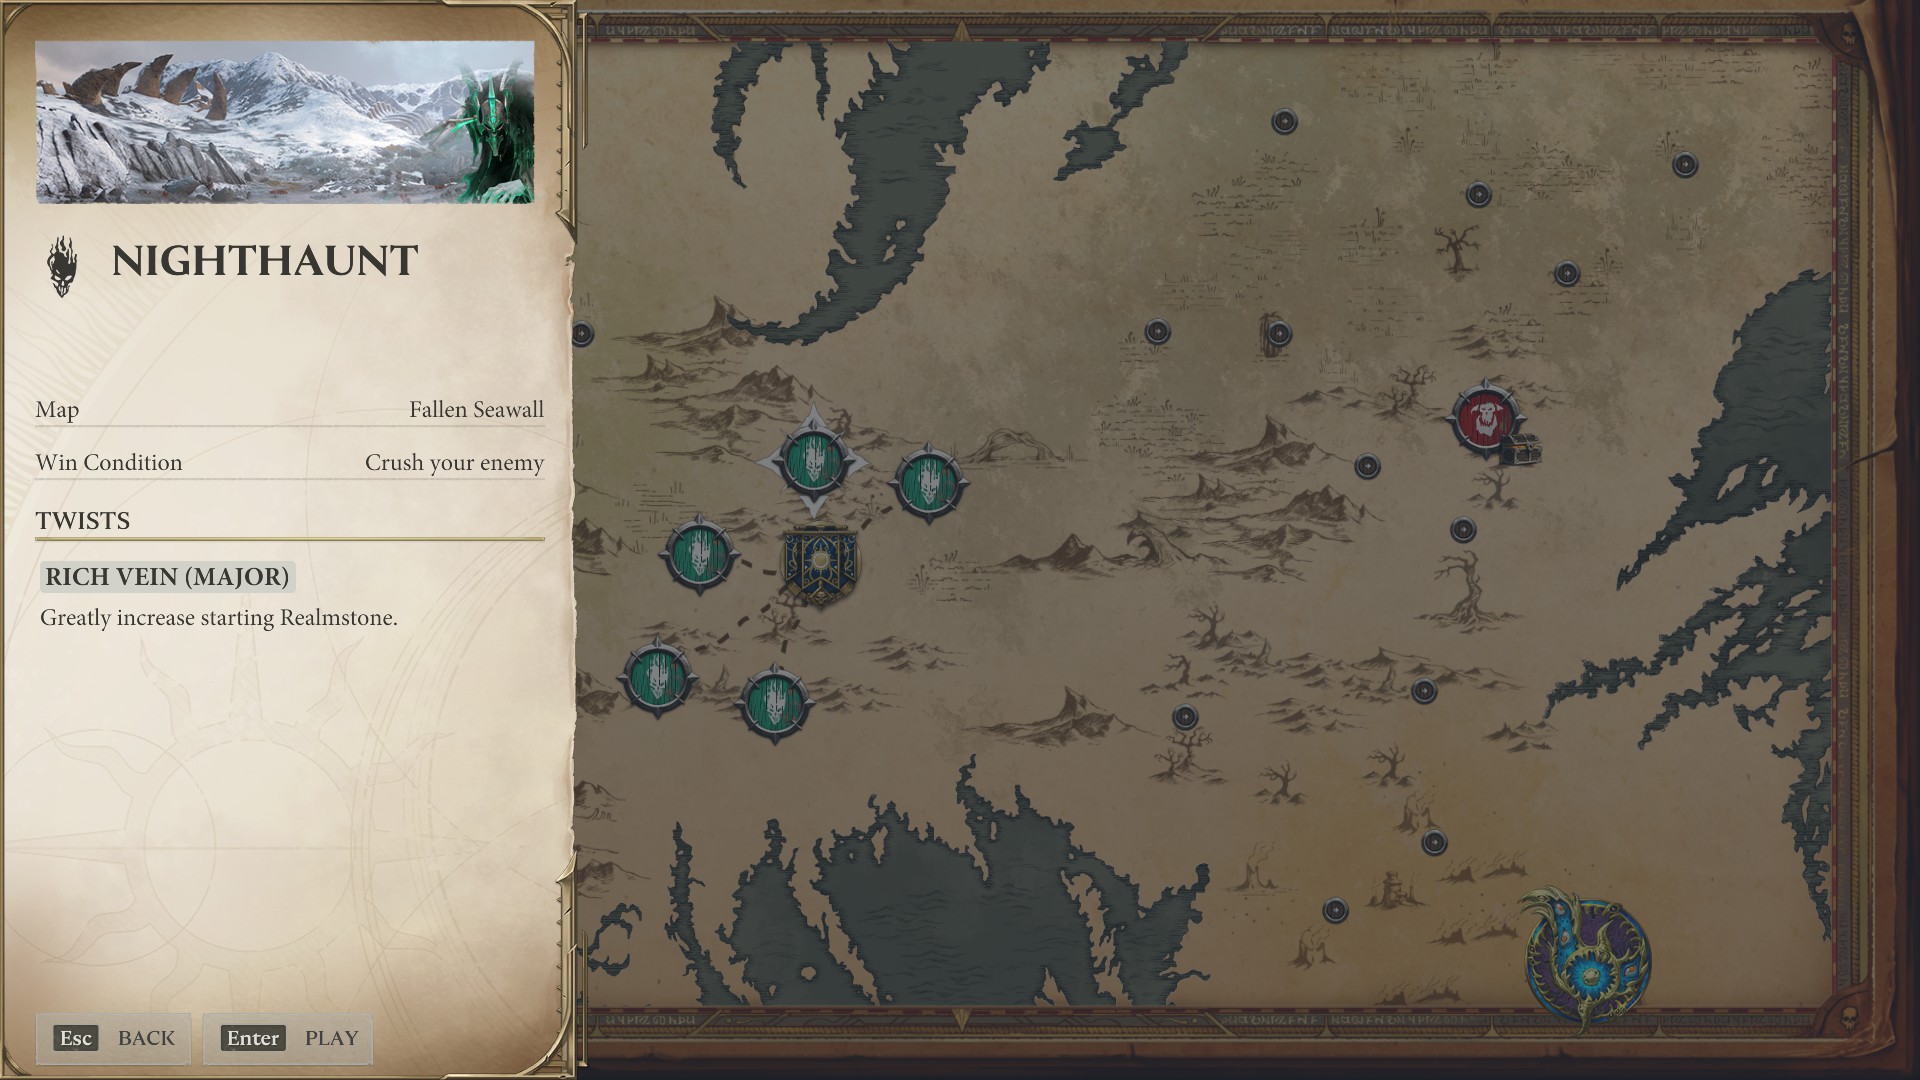 NIGHTHAUNT
Map Fallen Seawall
Win Condition Crush your enemy
TWISTS
RICH VEIN (MAJOR)
Greatly increase starting Realmstone.
Esc BACK Enter PLAY